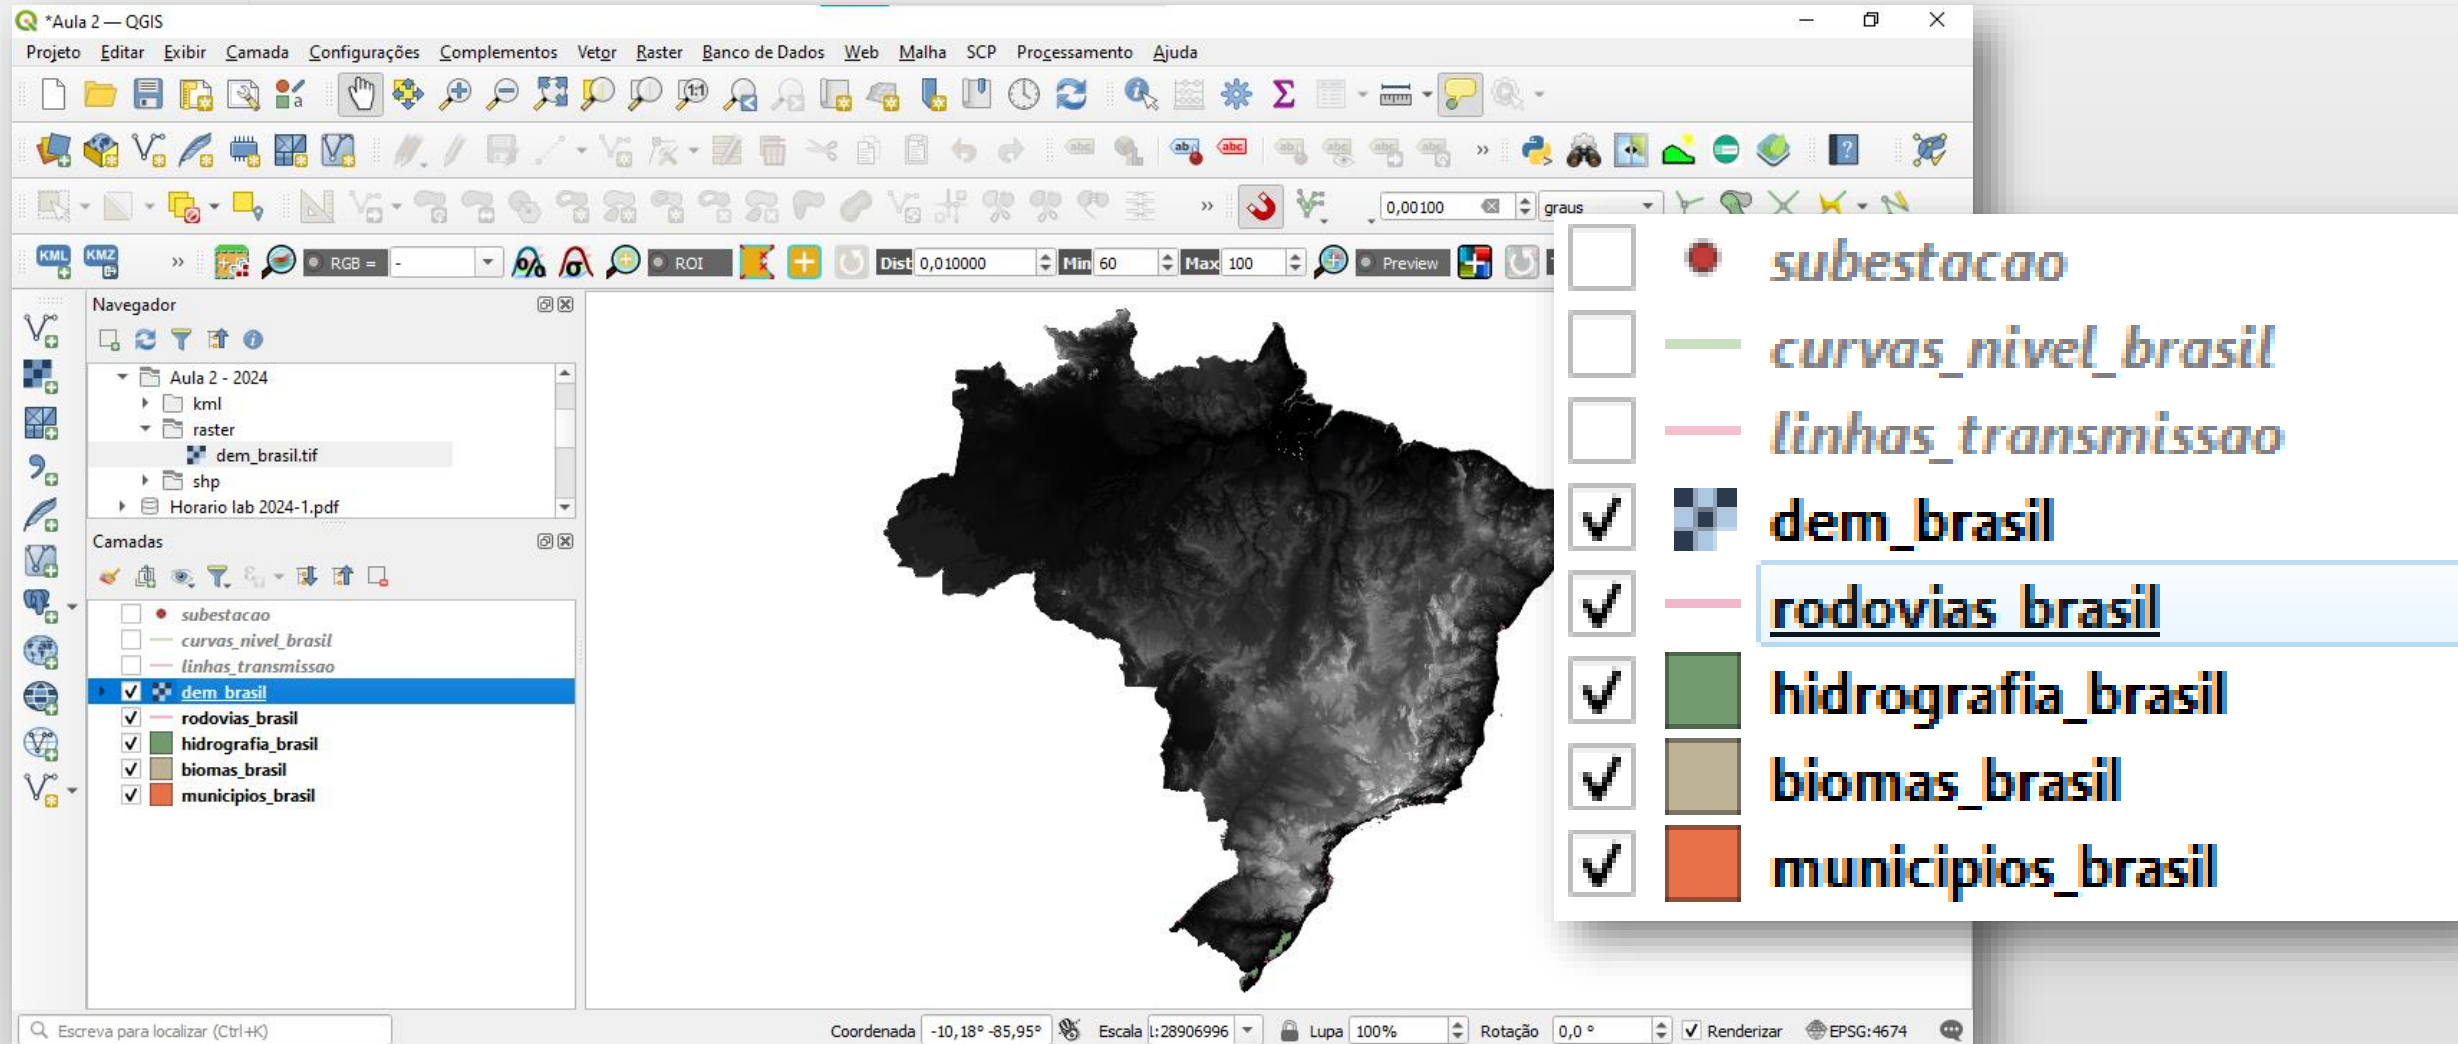 *Aula 2 — QGIS
Projeto Editar Exibir Camada Configurações Complementos Vetor Raster Banco de Dados Web Malha SCP Processamento Ajuda
0,00100 graus
KML KMZ » RGB = - ROI Dist 0,010000 Min 60 Max 100 Preview
Navegador
Aula 2 - 2024
kml
raster
dem_brasil.tif
shp
Horario lab 2024-1.pdf
Camadas
subestacao
curvas_nivel_brasil
linhas_transmissao
dem_brasil
rodovias_brasil
hidrografia_brasil
biomas_brasil
municipios_brasil
subestacao
curvas_nivel_brasil
linhas_transmissao
dem_brasil
rodovias brasil
hidrografia_brasil
biomas_brasil
municipios_brasil
Escreva para localizar (Ctrl+K) Coordenada -10,18° -85,95° Escala 1:28906996 Lupa 100% Rotação 0,0 ° Renderizar EPSG:4674